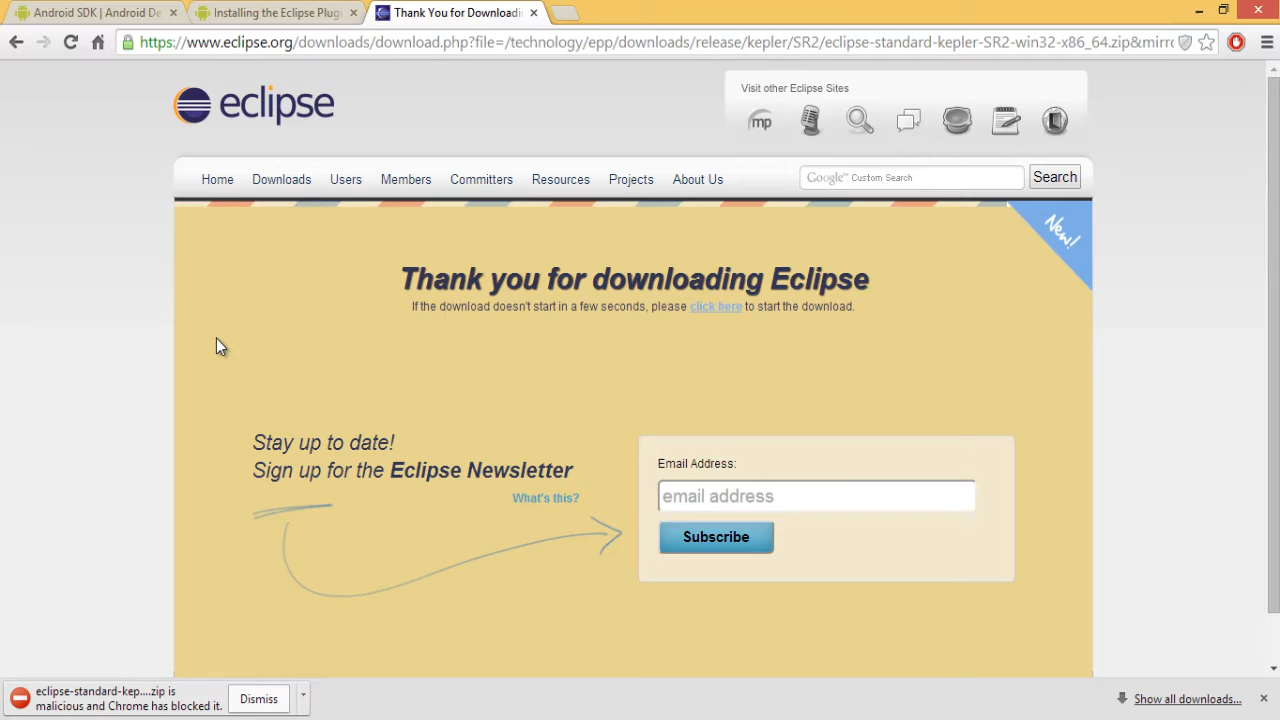 Android SDK | Android De
Installing the Eclipse Plugi
Thank You for Downloadin
https://www.eclipse.org/downloads/download.php?file=/technology/epp/downloads/release/kepler/SR2/eclipse-standard-kepler-SR2-win32-x86_64.zip&mirro
eclipse
Visit other Eclipse Sites
mp
Home Downloads Users Members Committers Resources Projects About Us
Google™ Custom Search
Search
New!
Thank you for downloading Eclipse
If the download doesn't start in a few seconds, please click here to start the download.
Stay up to date!
Sign up for the Eclipse Newsletter
What's this?
Email Address:
email address
Subscribe
eclipse-standard-kep....zip is
malicious and Chrome has blocked it.
Dismiss
Show all downloads...